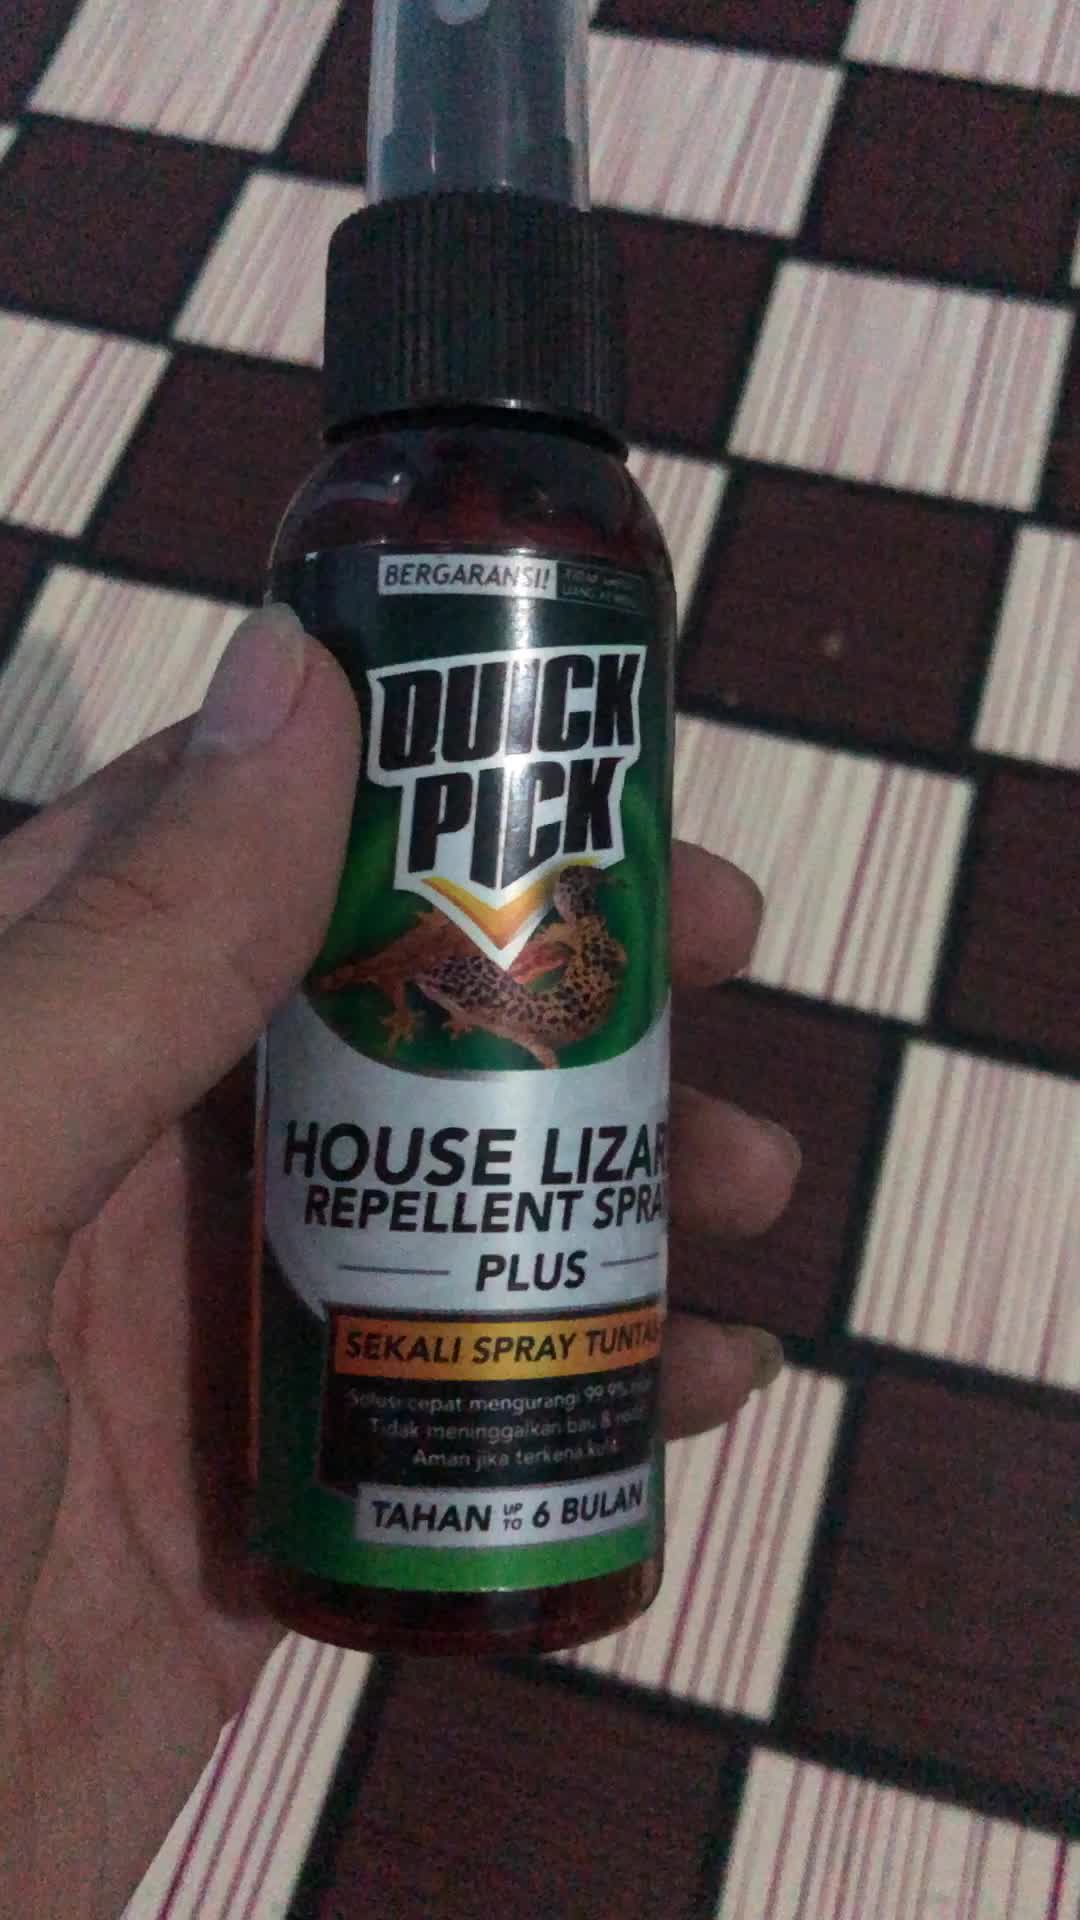 BERGARANSI!
QUICK
PICK
HOUSE LIZAR
REPELLENT SPRA
PLUS
SEKALI SPRAY TUNTA
Solusi cepat mengurangi 99.9%
Tidak meninggalkan bau &
Aman jika terkena kulit
TAHAN UP TO 6 BULAN